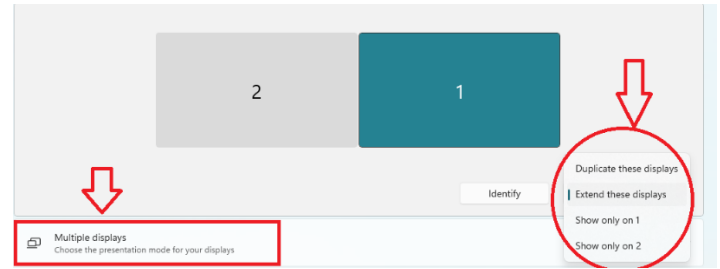 2
1
Duplicate these displays
Identify
Extend these displays
Show only on 1
Multiple displays
Choose the presentation mode for your displays
Show only on 2